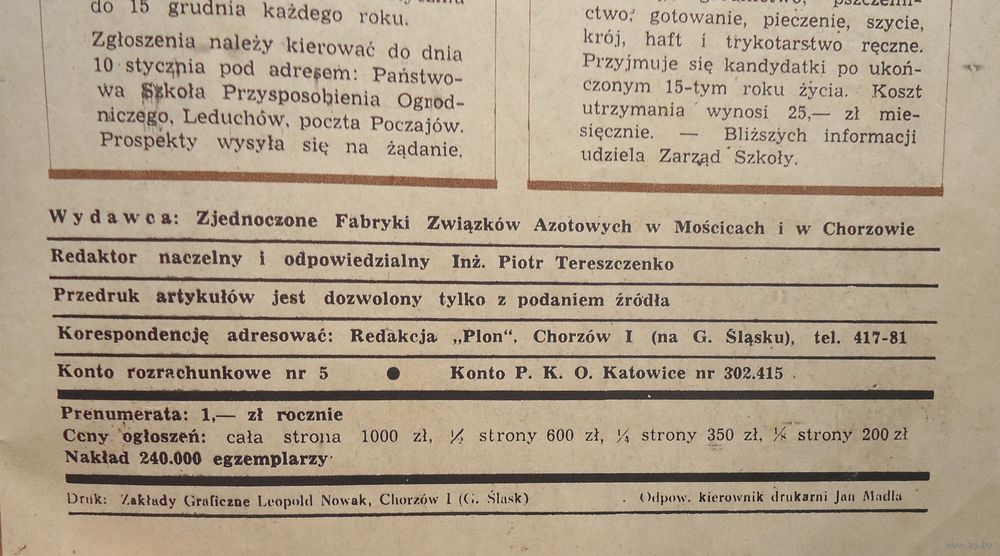 do 15 grudnia każdego roku.
Zgłoszenia należy kierować do dnia
10 stycznia pod adresem: Państwo-
wa Szkoła Przysposobienia Ogrod-
niczego, Leduchów, poczta Poczajów.
Prospekty wysyła się na żądanie.
ctwo, gotowanie, pieczenie, szycie,
krój, haft i trykotarstwo ręczne.
Przyjmuje się kandydatki po ukoń-
czonym 15-tym roku życia. Koszt
utrzymania wynosi 25,— zł mie-
sięcznie. — Bliższych informacji
udziela Zarząd Szkoły.
Wydawca: Zjednoczone Fabryki Związków Azotowych w Mościcach i w Chorzowie
Redaktor naczelny i odpowiedzialny Inż. Piotr Tereszczenko
Przedruk artykułów jest dozwolony tylko z podaniem źródła
Korespondencję adresować: Redakcja „Plon“, Chorzów I (na G. Śląsku), tel. 417-81
Konto rozrachunkowe nr 5 ● Konto P. K. O. Katowice nr 302.415
Prenumerata: 1,— zł rocznie
Ceny ogłoszeń: cała strona 1000 zł, ½ strony 600 zł, ¼ strony 350 zł, ⅛ strony 200 zł
Nakład 240.000 egzemplarzy
Druk: Zakłady Graficzne Leopold Nowak, Chorzów I (G. Śląsk) Odpow. kierownik drukarni Jan Madla
www.ay.by